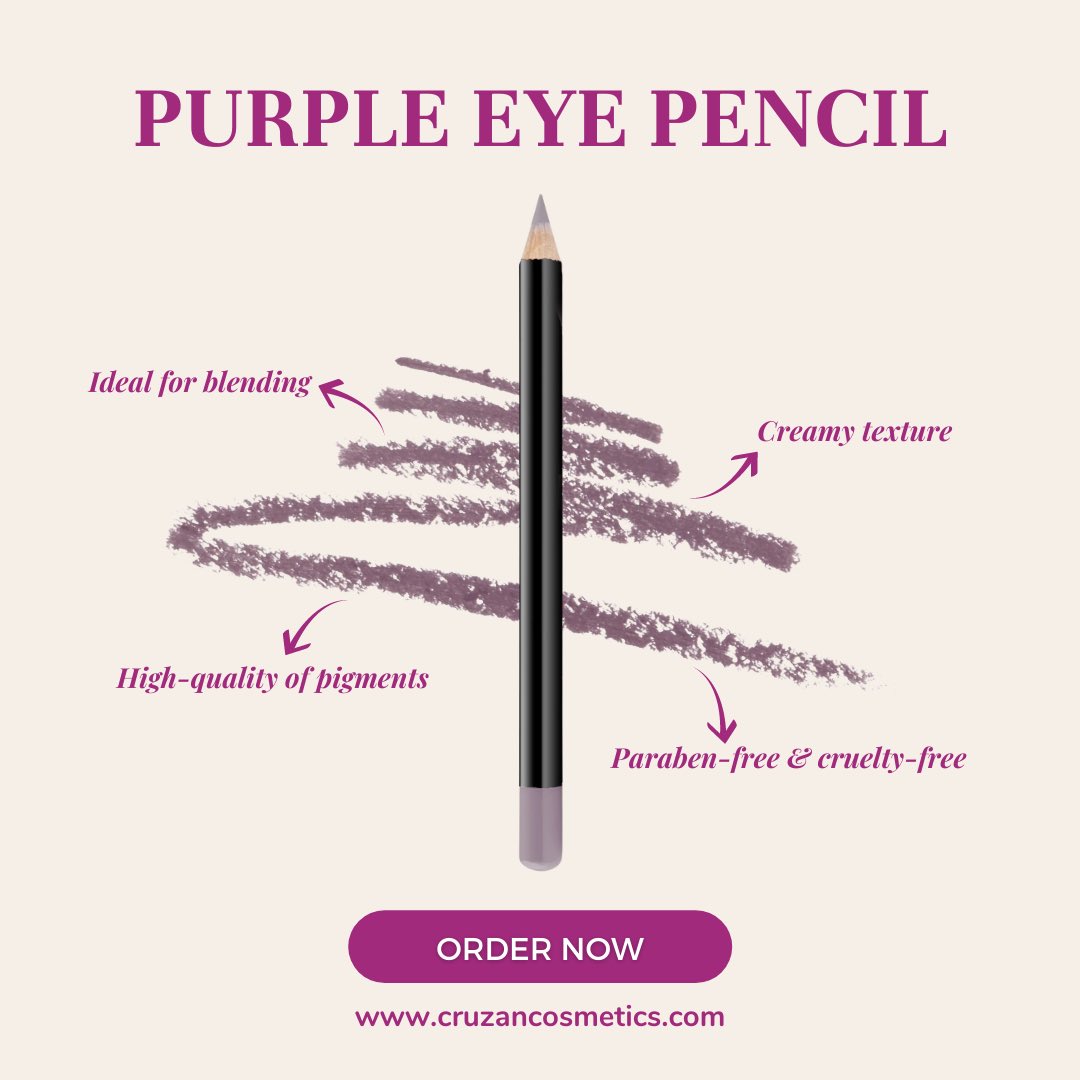 PURPLE EYE PENCIL
Ideal for blending
Creamy texture
High-quality of pigments
Paraben-free & cruelty-free
ORDER NOW
www.cruzancosmetics.com